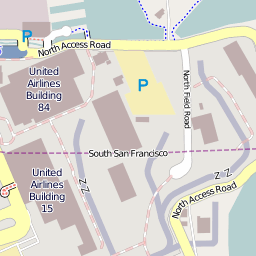 P
North Access Road
United
Airlines
Building
84
P
North Field Road
South San Francisco
United
Airlines
Building
15
Z Z
Z Z
North Access Road